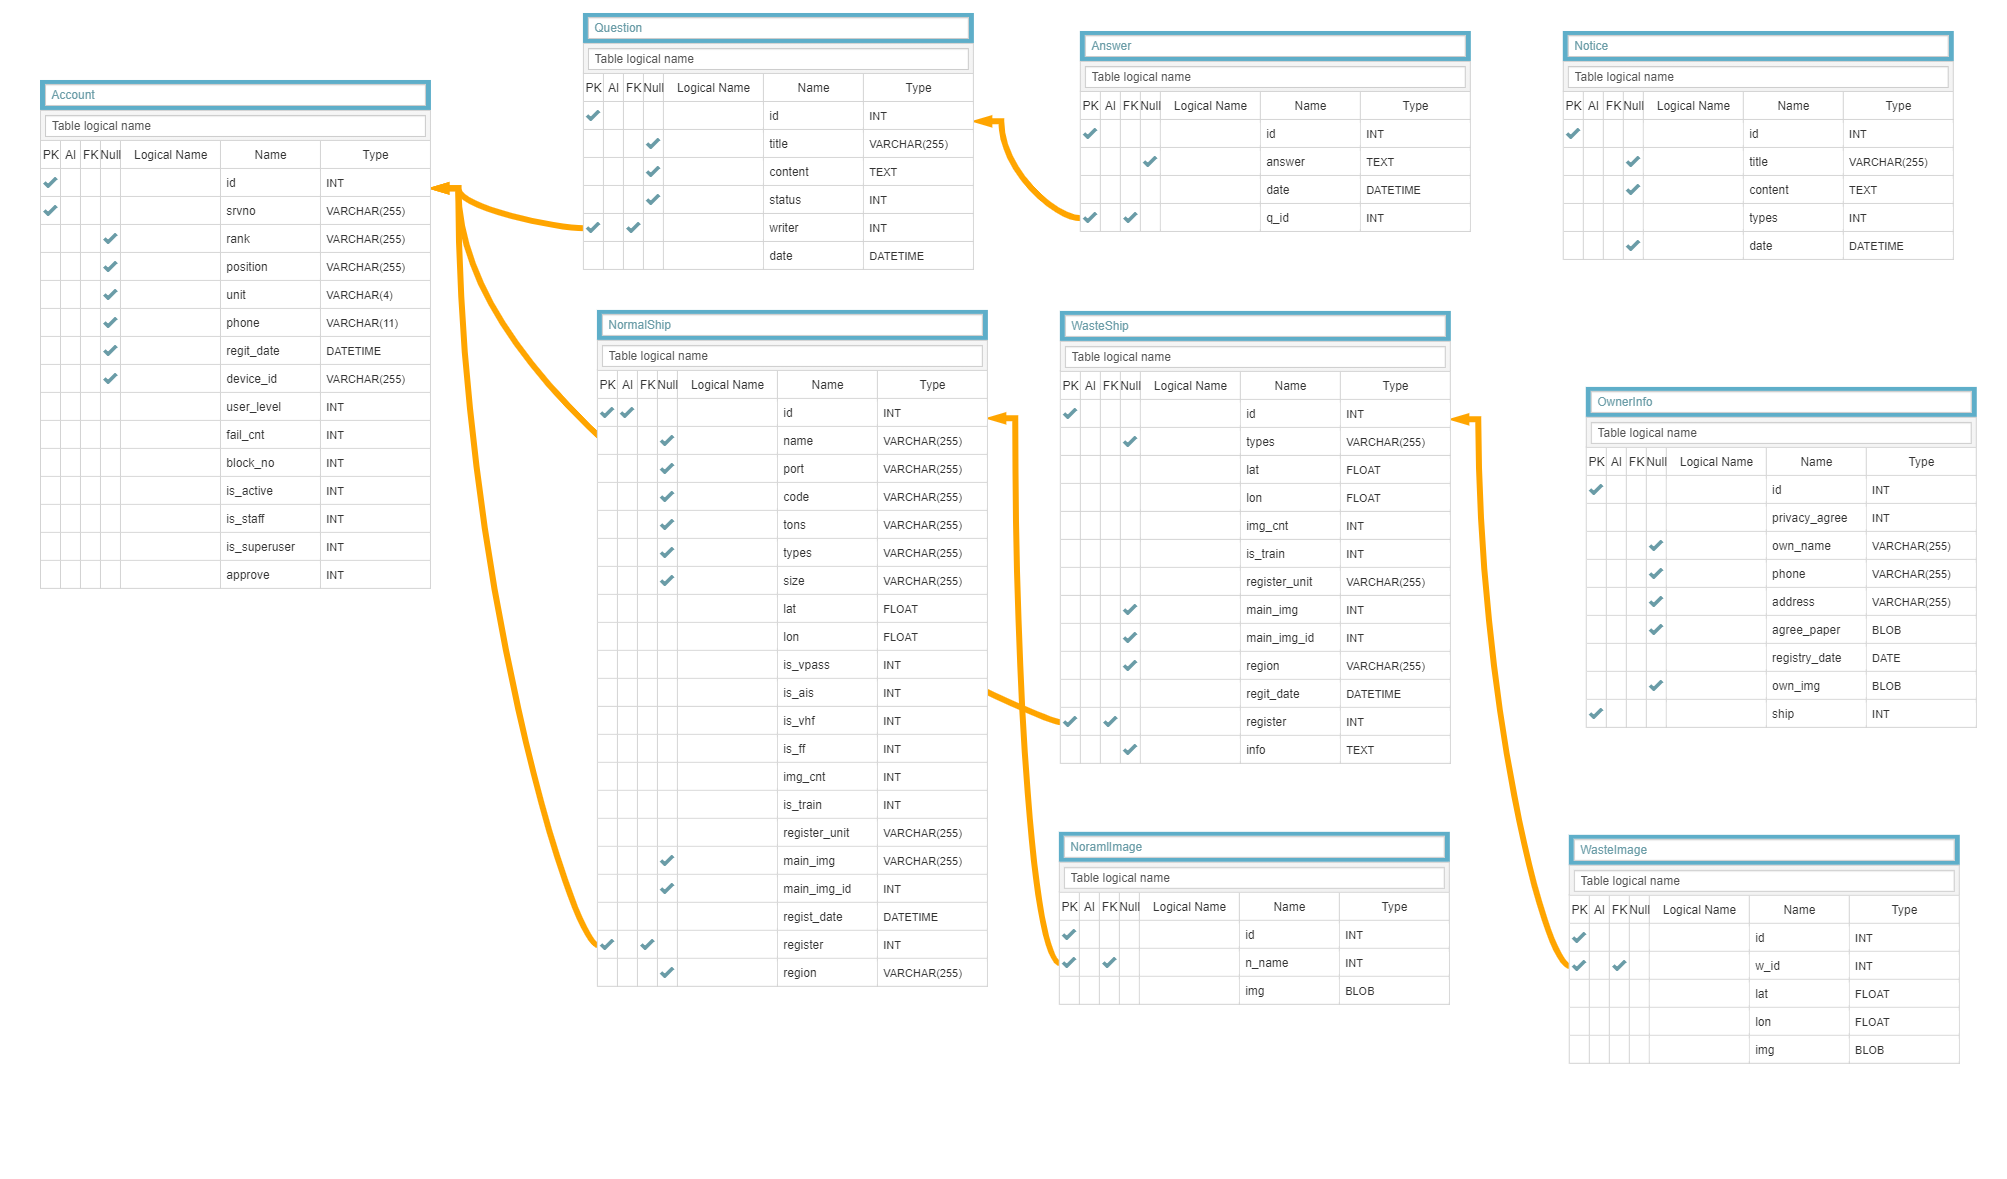 Account
Table logical name
PK AI FK Null Logical Name Name Type
id INT
srvno VARCHAR(255)
rank VARCHAR(255)
position VARCHAR(255)
unit VARCHAR(4)
phone VARCHAR(11)
regit_date DATETIME
device_id VARCHAR(255)
user_level INT
fail_cnt INT
block_no INT
is_active INT
is_staff INT
is_superuser INT
approve INT
Question
Table logical name
PK AI FK Null Logical Name Name Type
id INT
title VARCHAR(255)
content TEXT
status INT
writer INT
date DATETIME
Answer
Table logical name
PK AI FK Null Logical Name Name Type
id INT
answer TEXT
date DATETIME
q_id INT
Notice
Table logical name
PK AI FK Null Logical Name Name Type
id INT
title VARCHAR(255)
content TEXT
types INT
date DATETIME
NormalShip
Table logical name
PK AI FK Null Logical Name Name Type
id INT
name VARCHAR(255)
port VARCHAR(255)
code VARCHAR(255)
tons VARCHAR(255)
types VARCHAR(255)
size VARCHAR(255)
lat FLOAT
lon FLOAT
is_vpass INT
is_ais INT
is_vhf INT
is_ff INT
img_cnt INT
is_train INT
register_unit VARCHAR(255)
main_img VARCHAR(255)
main_img_id INT
regist_date DATETIME
register INT
region VARCHAR(255)
WasteShip
Table logical name
PK AI FK Null Logical Name Name Type
id INT
types VARCHAR(255)
lat FLOAT
lon FLOAT
img_cnt INT
is_train INT
register_unit VARCHAR(255)
main_img INT
main_img_id INT
region VARCHAR(255)
regit_date DATETIME
register INT
info TEXT
OwnerInfo
Table logical name
PK AI FK Null Logical Name Name Type
id INT
privacy_agree INT
own_name VARCHAR(255)
phone VARCHAR(255)
address VARCHAR(255)
agree_paper BLOB
registry_date DATE
own_img BLOB
ship INT
NoramlImage
Table logical name
PK AI FK Null Logical Name Name Type
id INT
n_name INT
img BLOB
WasteImage
Table logical name
PK AI FK Null Logical Name Name Type
id INT
w_id INT
lat FLOAT
lon FLOAT
img BLOB